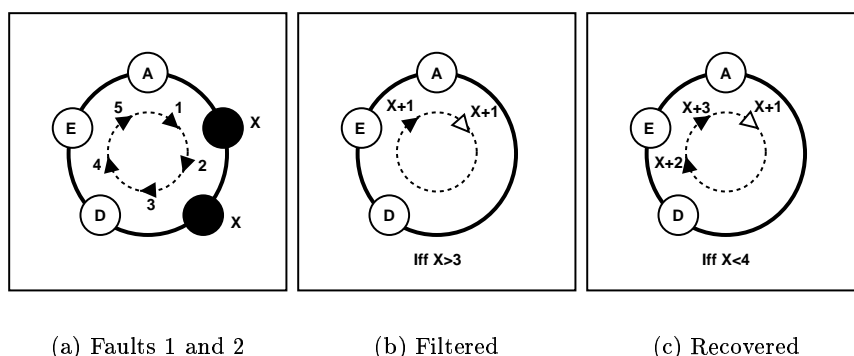 A
5
1
E
X
4
2
3
D
X
A
X+1
X+1
E
D
Iff X>3
A
X+3
X+1
E
X+2
D
Iff X<4
(a) Faults 1 and 2
(b) Filtered
(c) Recovered